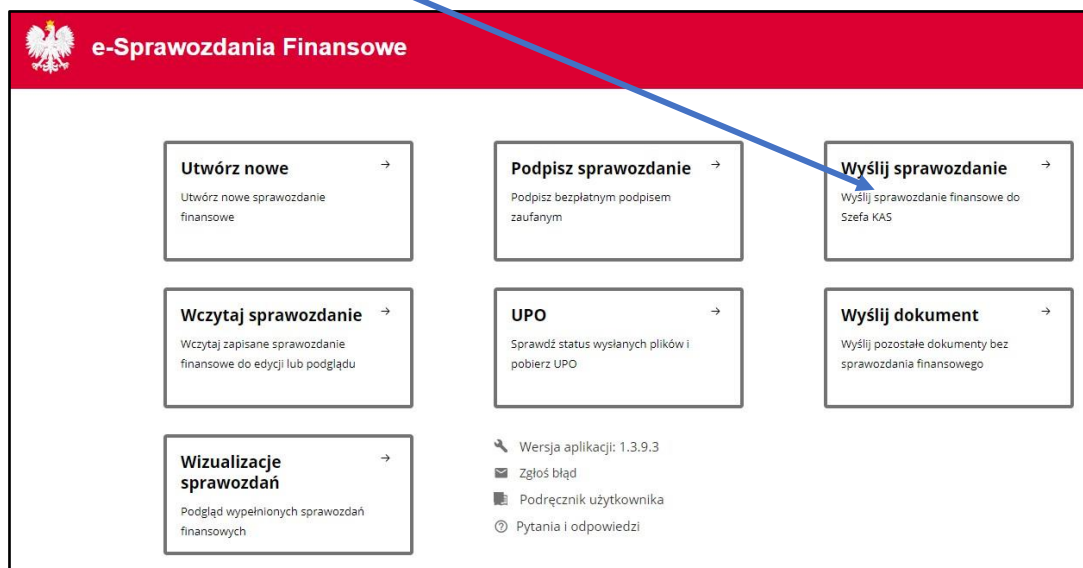 e-Sprawozdania Finansowe
Utwórz nowe
Utwórz nowe sprawozdanie
finansowe
Podpisz sprawozdanie
Podpisz bezpłatnym podpisem
zaufanym
Wyślij sprawozdanie
Wyślij sprawozdanie finansowe do
Szefa KAS
Wczytaj sprawozdanie
Wczytaj zapisane sprawozdanie
finansowe do edycji lub podglądu
UPO
Sprawdź status wysłanych plików i
pobierz UPO
Wyślij dokument
Wyślij pozostałe dokumenty bez
sprawozdania finansowego
Wizualizacje
sprawozdań
Podgląd wypełnionych sprawozdań
finansowych
Wersja aplikacji: 1.3.9.3
Zgłoś błąd
Podręcznik użytkownika
Pytania i odpowiedzi